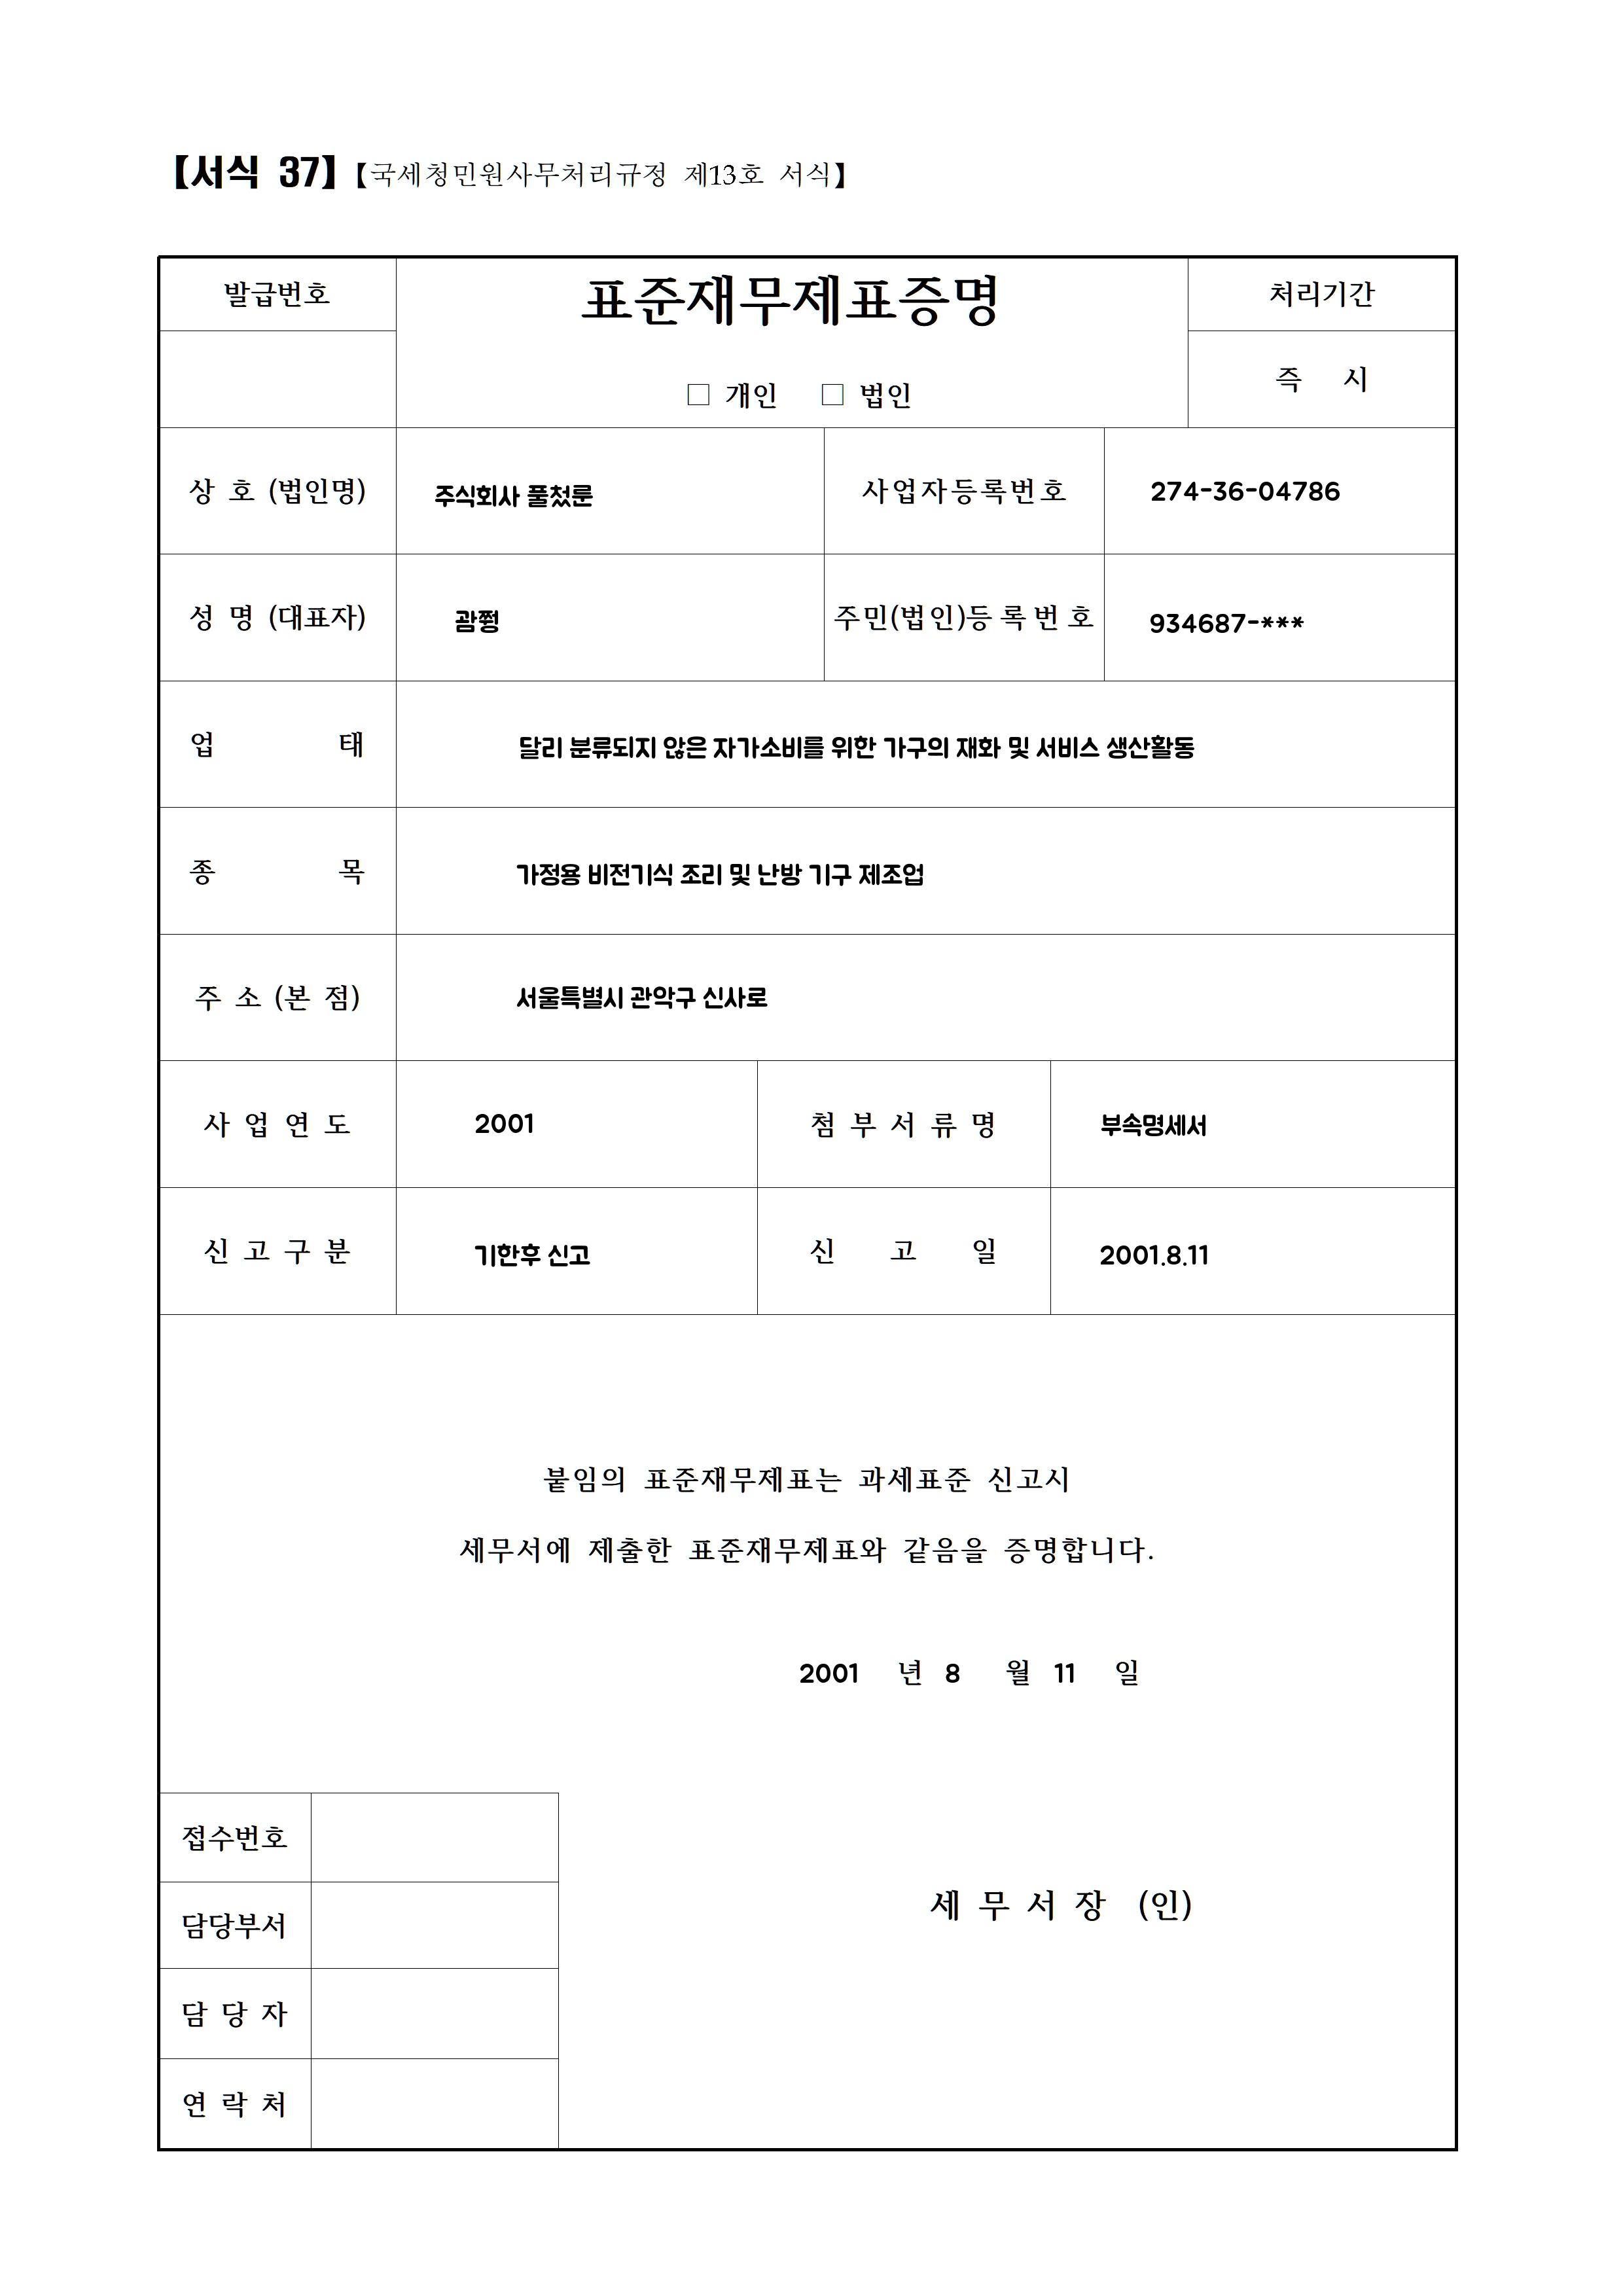 【서식 37】【국세청민원사무처리규정 제13호 서식】
발급번호
표준재무제표증명
처리기간
□ 개인 □ 법인
즉 시
상 호 (법인명)
주식회사 풀첬룬
사업자등록번호
274-36-04786
성 명 (대표자)
괌쩡
주민(법인)등록번호
934687-***
업 태
달리 분류되지 않은 자가소비를 위한 가구의 재화 및 서비스 생산활동
종 목
가정용 비전기식 조리 및 난방 기구 제조업
주 소 (본 점)
서울특별시 관악구 신사로
사 업 연 도
2001
첨 부 서 류 명
부속명세서
신 고 구 분
기한후 신고
신 고 일
2001.8.11
붙임의 표준재무제표는 과세표준 신고시
세무서에 제출한 표준재무제표와 같음을 증명합니다.
2001 년 8 월 11 일
접수번호
담당부서
세 무 서 장 (인)
담 당 자
연 락 처